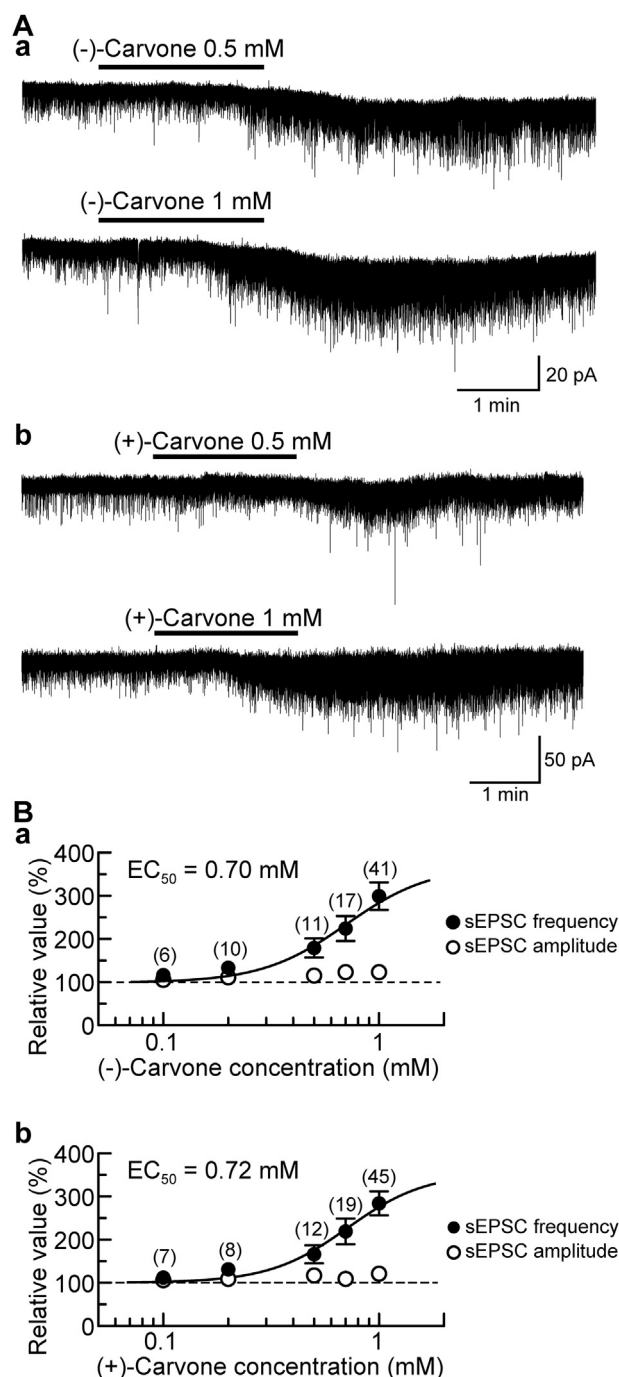 A
a
(-)-Carvone 0.5 mM
(-)-Carvone 1 mM
20 pA
1 min
b
(+)-Carvone 0.5 mM
(+)-Carvone 1 mM
50 pA
1 min
B
a
400
300
200
100
0
Relative value (%)
EC50 = 0.70 mM
(6)
(10)
(11)
(17)
(41)
sEPSC frequency
sEPSC amplitude
0.1
1
(-)-Carvone concentration (mM)
b
400
300
200
100
0
Relative value (%)
EC50 = 0.72 mM
(7)
(8)
(12)
(19)
(45)
sEPSC frequency
sEPSC amplitude
0.1
1
(+)-Carvone concentration (mM)